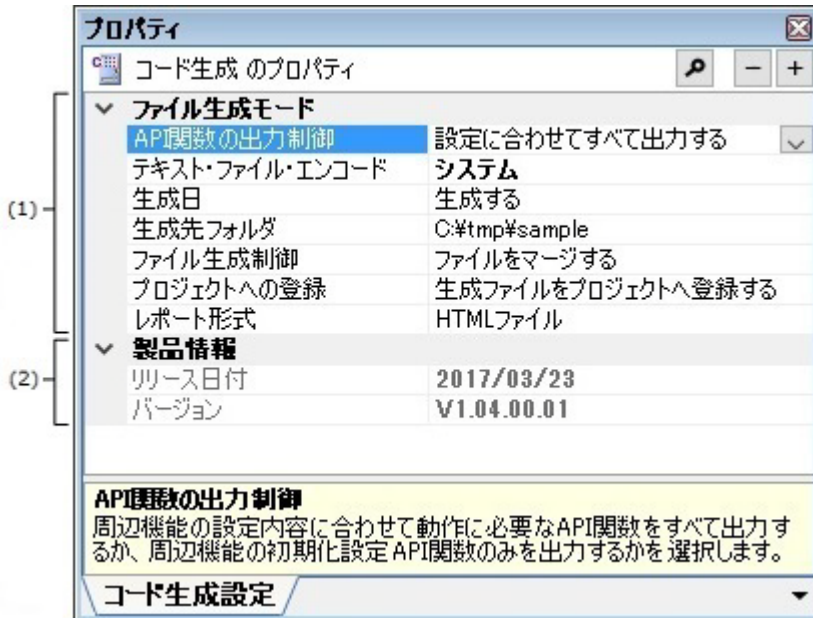 プロパティ
コード生成 のプロパティ
(1)
ファイル生成モード
API関数の出力制御 設定に合わせてすべて出力する
テキスト・ファイル・エンコード システム
生成日 生成する
生成先フォルダ C:¥tmp¥sample
ファイル生成制御 ファイルをマージする
プロジェクトへの登録 生成ファイルをプロジェクトへ登録する
レポート形式 HTMLファイル
(2)
製品情報
リリース日付 2017/03/23
バージョン V1.04.00.01
API関数の出力制御
周辺機能の設定内容に合わせて動作に必要なAPI関数をすべて出力す
るか、周辺機能の初期化設定API関数のみを出力するかを選択します。
コード生成設定